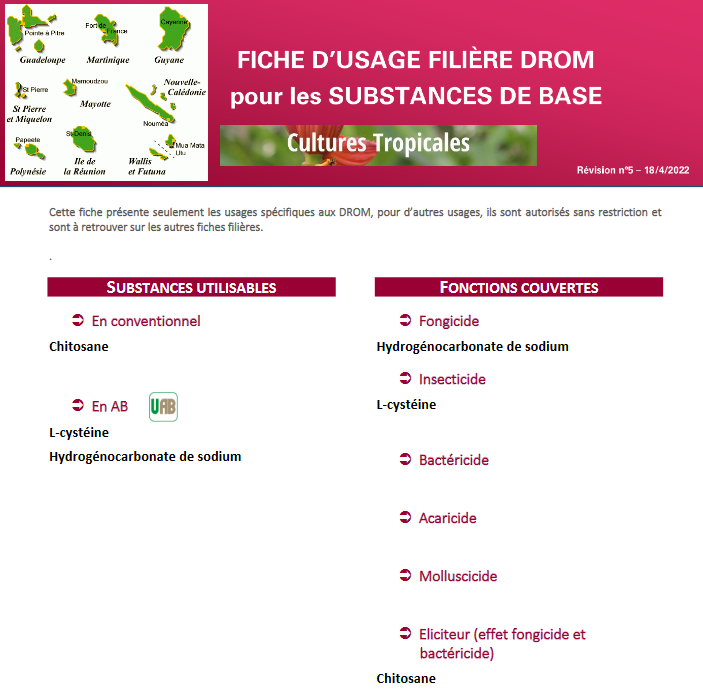 Pointe à Pitre
Guadeloupe
Fort de
France
Martinique
Cayenne
Guyane
St Pierre
St Pierre
et Miquelon
Mamoudzou
Mayotte
Nouvelle-
Calédonie
Nouméa
Papeete
Polynésie
St Denis
Ile de
la Réunion
Mua Mata
Utu
Wallis
et Futuna
FICHE D’USAGE FILIÈRE DROM
pour les SUBSTANCES DE BASE
Cultures Tropicales
Révision n°5 – 18/4/2022
Cette fiche présente seulement les usages spécifiques aux DROM, pour d’autres usages, ils sont autorisés sans restriction et
sont à retrouver sur les autres fiches filières.
.
SUBSTANCES UTILISABLES
En conventionnel
Chitosane
En AB
UAB
L-cystéine
Hydrogénocarbonate de sodium
FONCTIONS COUVERTES
Fongicide
Hydrogénocarbonate de sodium
Insecticide
L-cystéine
Bactéricide
Acaricide
Molluscicide
Eliciteur (effet fongicide et
bactéricide)
Chitosane